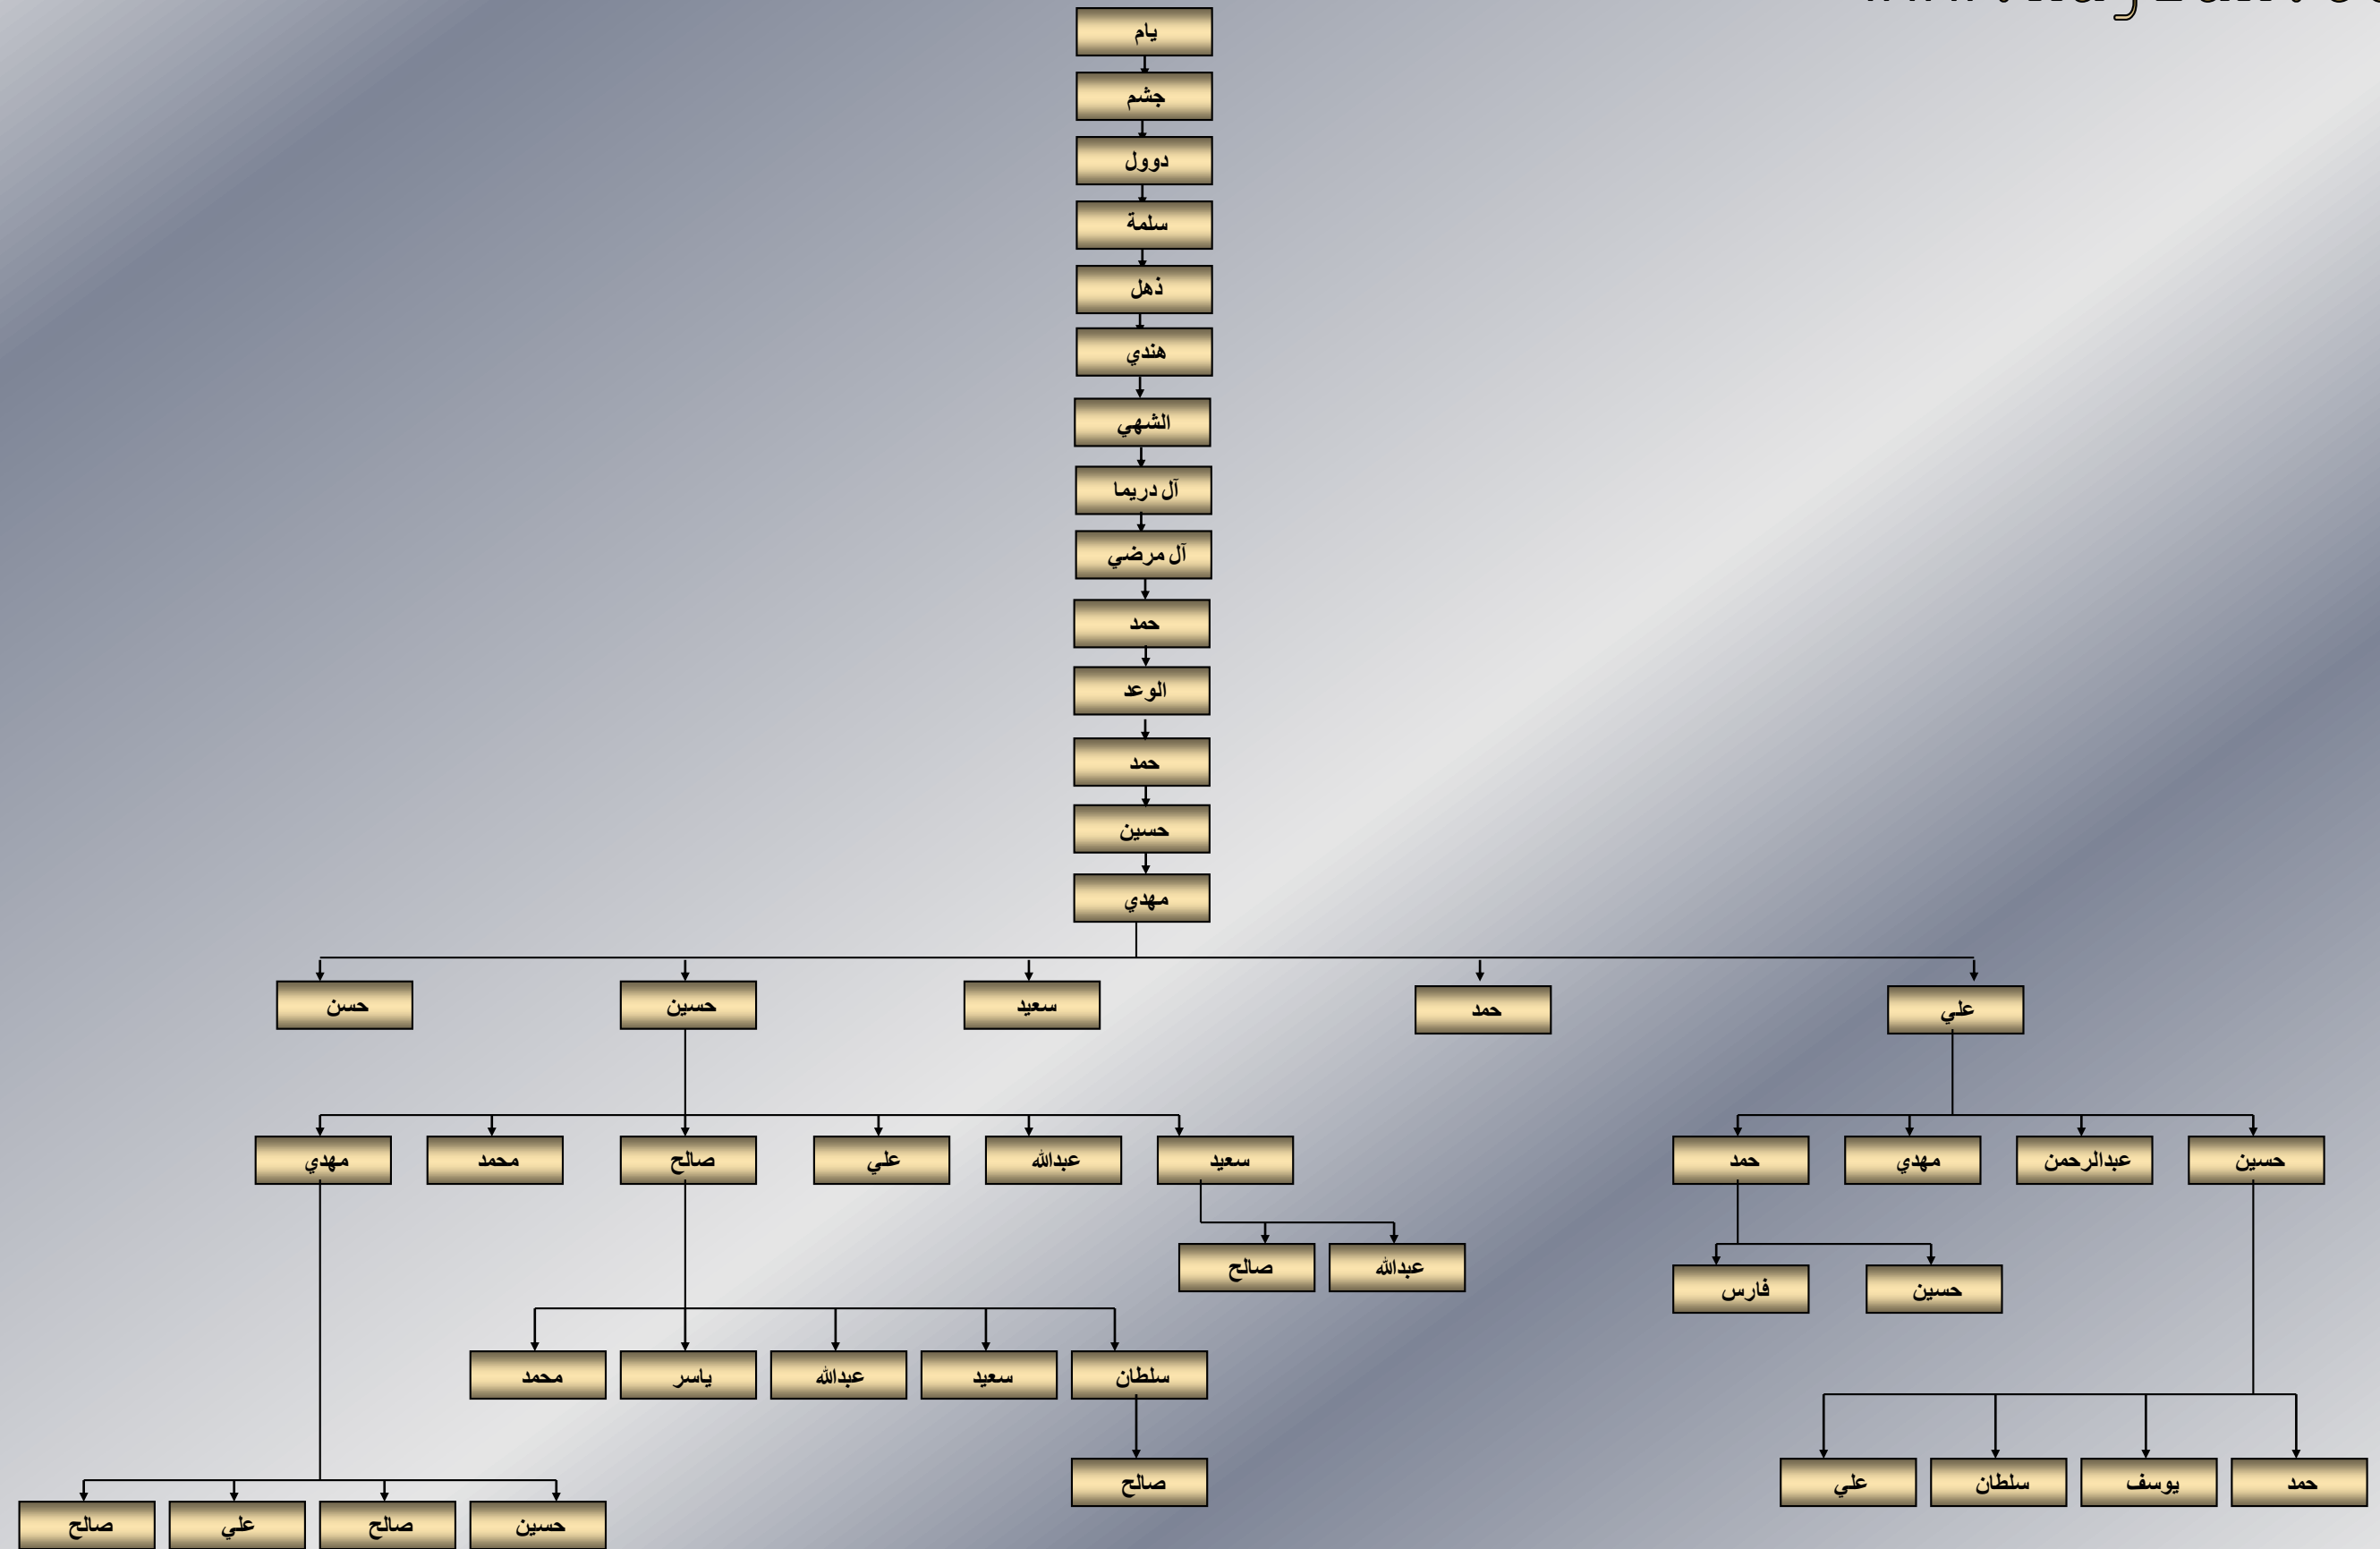 يام
جشم
دوول
سلمة
ذهل
هندي
الشهي
آل دريما
آل مرضي
حمد
الوعد
حمد
حسين
مهدي
علي
حمد
سعيد
حسين
حسن
حسين
عبدالرحمن
مهدي
حمد
سعيد
عبدالله
علي
صالح
محمد
مهدي
عبدالله
صالح
حسين
فارس
سلطان
سعيد
عبدالله
ياسر
محمد
حمد
يوسف
سلطان
علي
صالح
حسين
صالح
علي
صالح